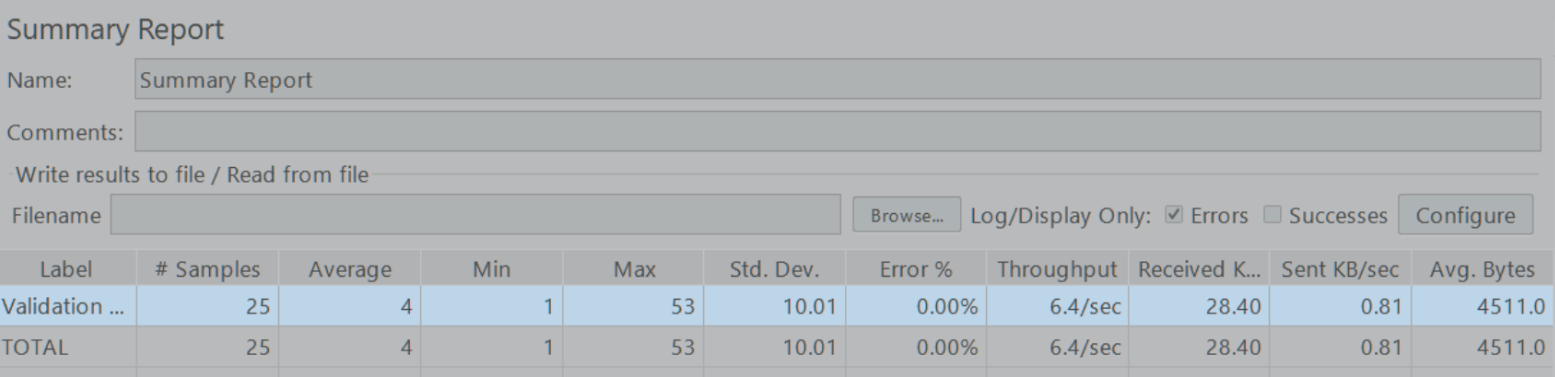 Summary Report
Name: Summary Report
Comments:
Write results to file / Read from file
Filename Browse... Log/Display Only: Errors Successes Configure
Label # Samples Average Min Max Std. Dev. Error % Throughput Received K... Sent KB/sec Avg. Bytes
Validation ... 25 4 1 53 10.01 0.00% 6.4/sec 28.40 0.81 4511.0
TOTAL 25 4 1 53 10.01 0.00% 6.4/sec 28.40 0.81 4511.0